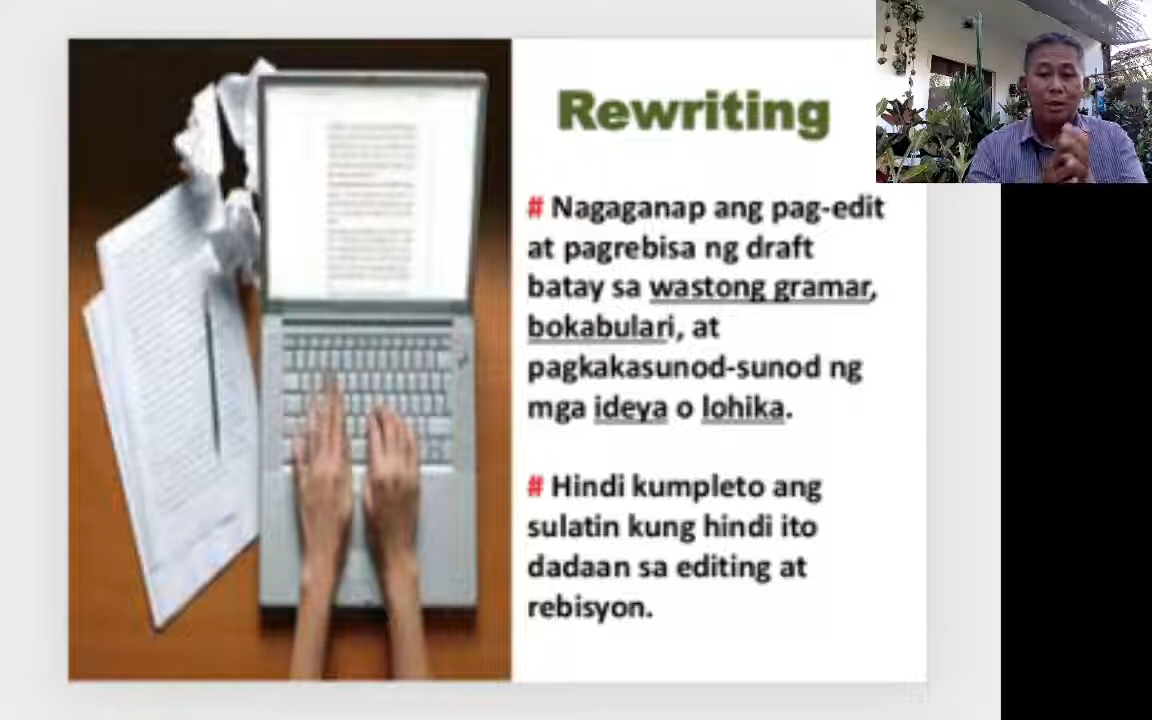 Rewriting
# Nagaganap ang pag-edit
at pagrebisa ng draft
batay sa wastong gramar,
bokabulari, at
pagkakasunod-sunod ng
mga ideya o lohika.
# Hindi kumpleto ang
sulatin kung hindi ito
dadaan sa editing at
rebisyon.